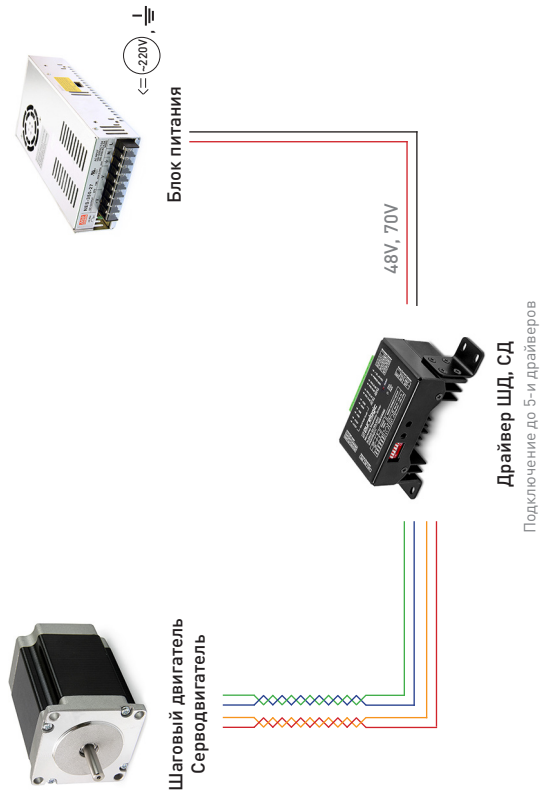 <= ~220V,
Блок питания
48V, 70V
Драйвер ШД, СД
Подключение до 5-и драйверов
Шаговый двигатель
Серводвигатель